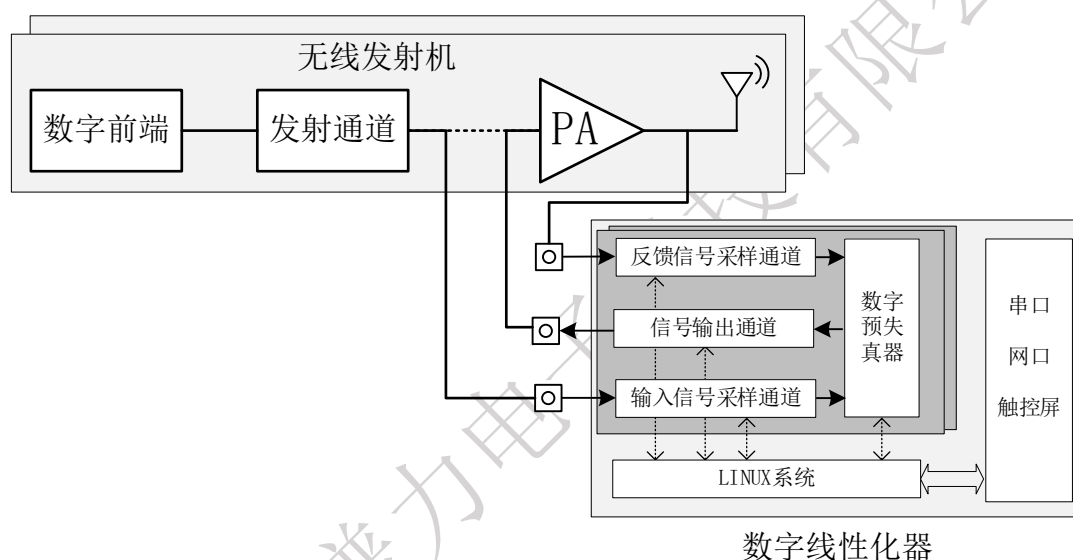 无线发射机
数字前端
发射通道
PA
反馈信号采样通道
信号输出通道
输入信号采样通道
数字
预失
真器
LINUX系统
串口
网口
触控屏
数字线性化器